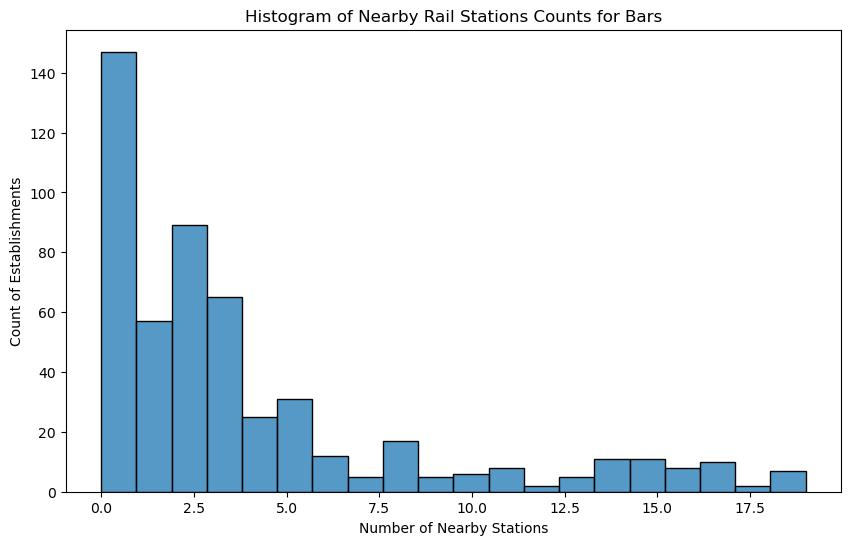 Histogram of Nearby Rail Stations Counts for Bars
Count of Establishments
140
120
100
80
60
40
20
0
0.0 2.5 5.0 7.5 10.0 12.5 15.0 17.5
Number of Nearby Stations